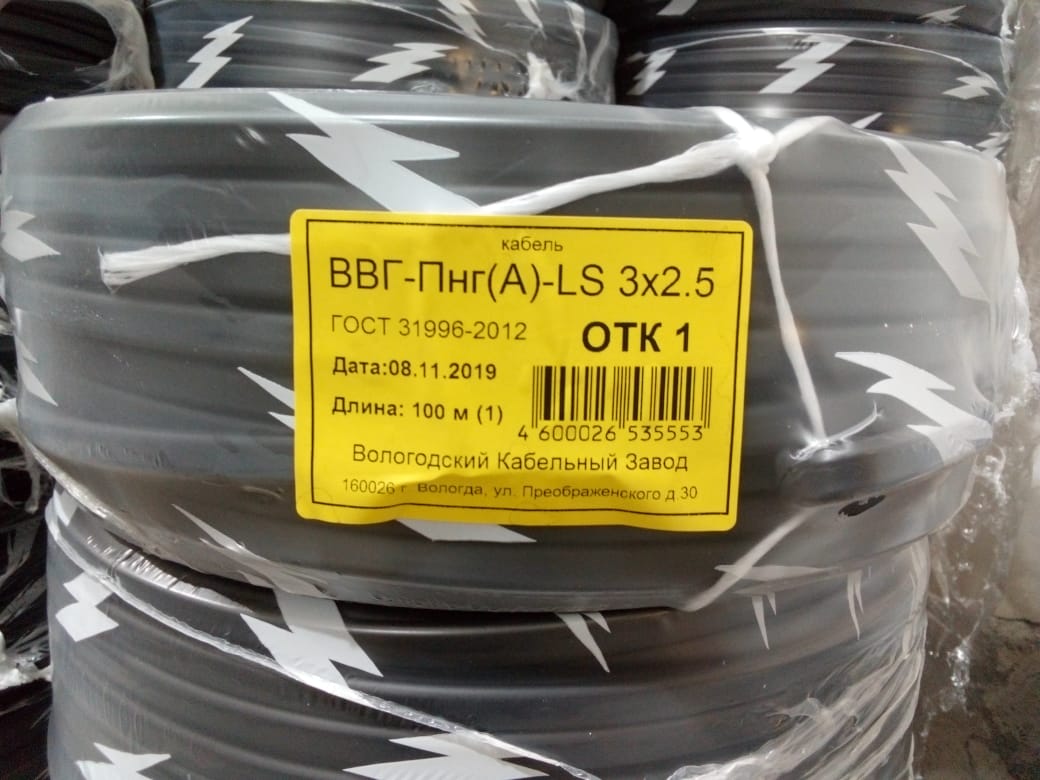 кабель
ВВГ-Пнг(А)-LS 3х2.5
ГОСТ 31996-2012
ОТК 1
Дата:08.11.2019
Длина: 100 м (1)
4 600026 535553
Вологодский Кабельный Завод
160026 г. Вологда, ул. Преображенского д.30